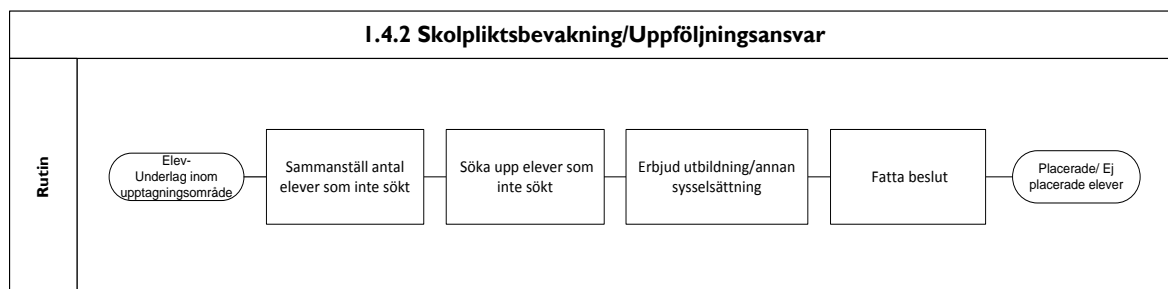 1.4.2 Skolpliktsbevakning/Uppföljningsansvar
Rutin
Elev-
Underlag inom
upptagningsområde
Sammanställ antal
elever som inte sökt
Söka upp elever som
inte sökt
Erbjud utbildning/annan
sysselsättning
Fatta beslut
Placerade/ Ej
placerade elever